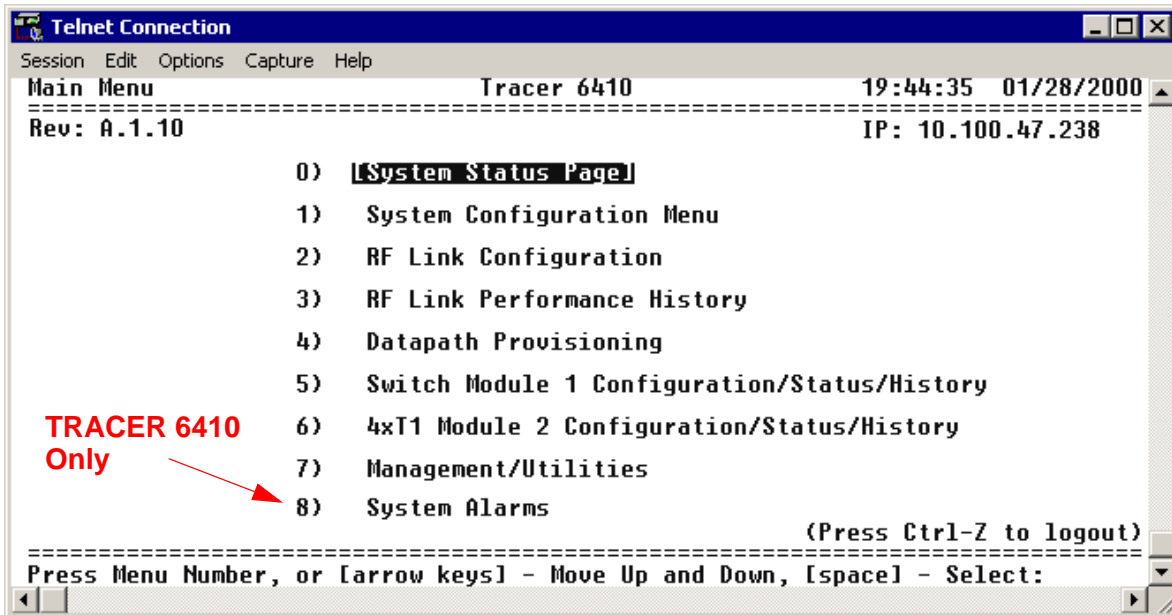 Telnet Connection
Session Edit Options Capture Help
Main Menu Tracer 6410 19:44:35 01/28/2000
================================================================================
Rev: A.1.10 IP: 10.100.47.238
0) [System Status Page]
1) System Configuration Menu
2) RF Link Configuration
3) RF Link Performance History
4) Datapath Provisioning
5) Switch Module 1 Configuration/Status/History
TRACER 6410
Only
6) 4xT1 Module 2 Configuration/Status/History
7) Management/Utilities
8) System Alarms
(Press Ctrl-Z to logout)
================================================================================
Press Menu Number, or [arrow keys] - Move Up and Down, [space] - Select: